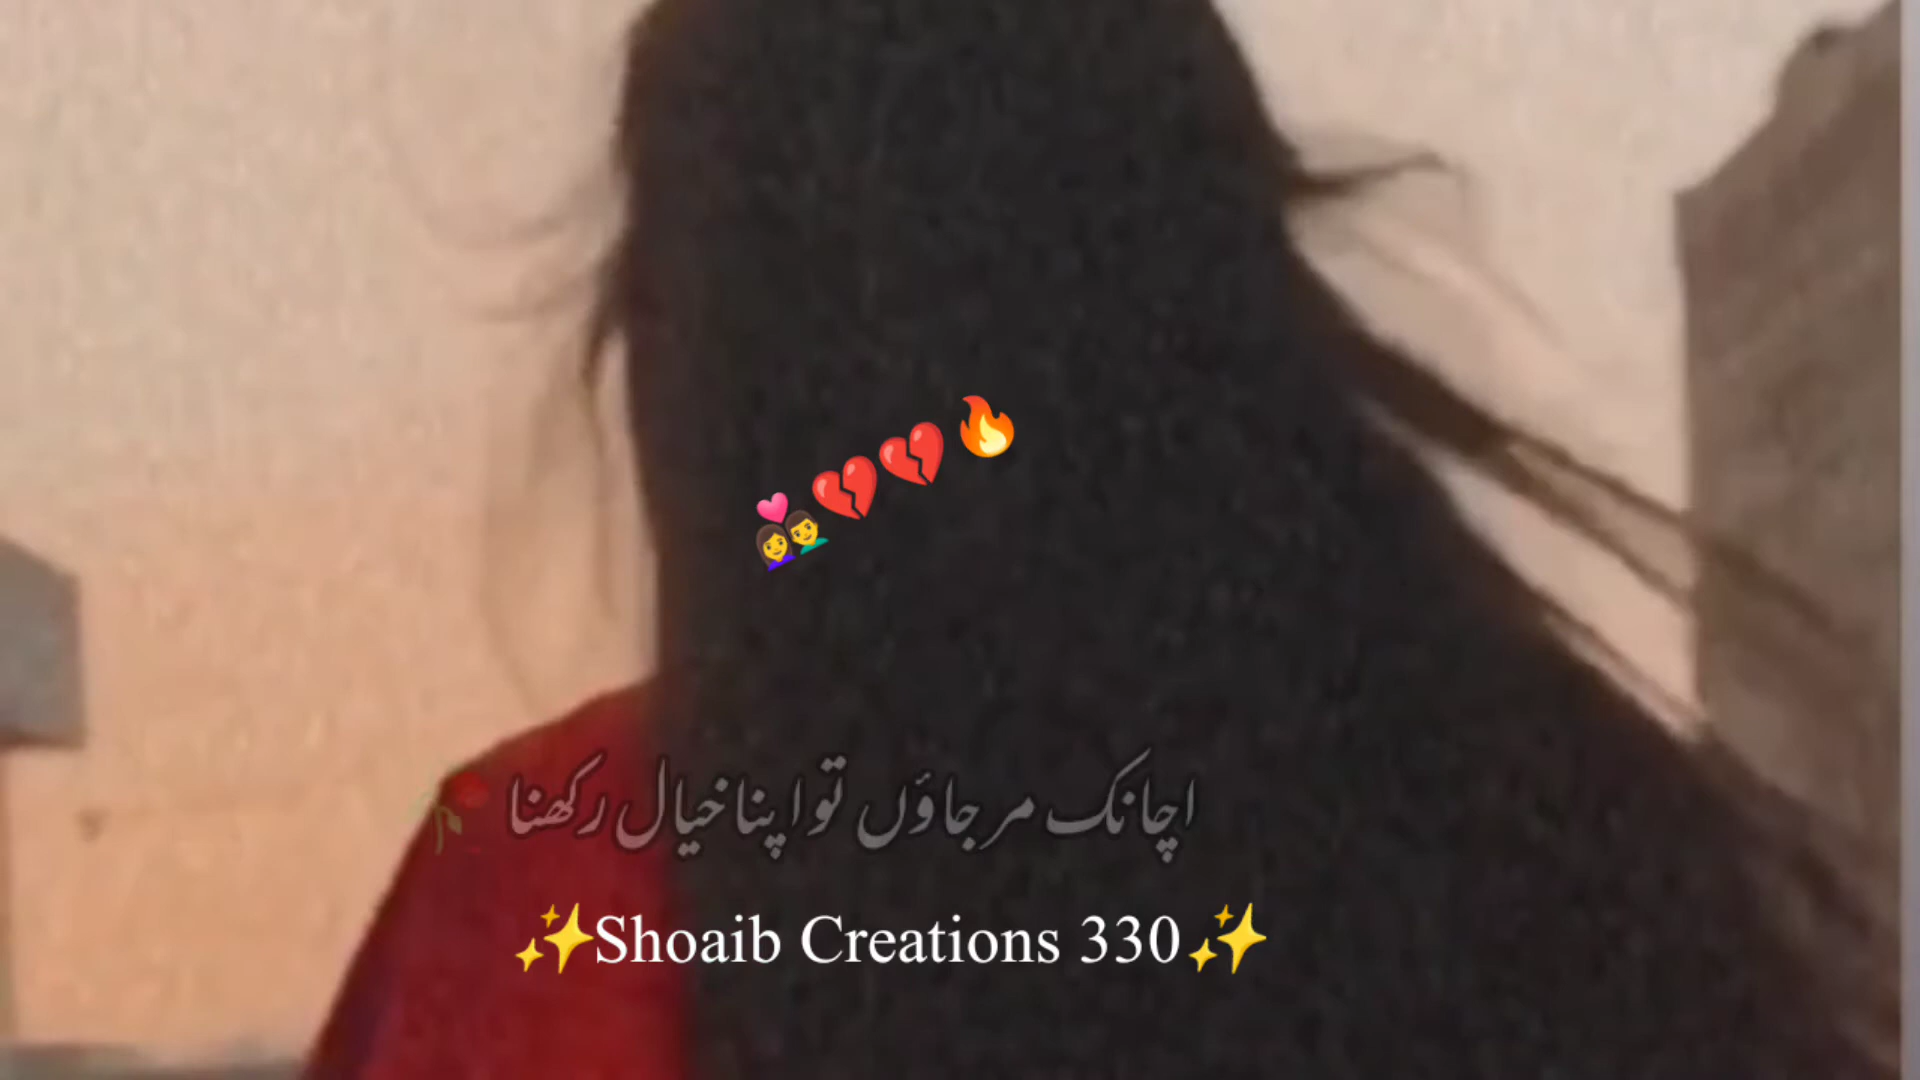 اچانک مر جاؤں تو اپنا خیال رکھنا 🥀
✨Shoaib Creations 330✨